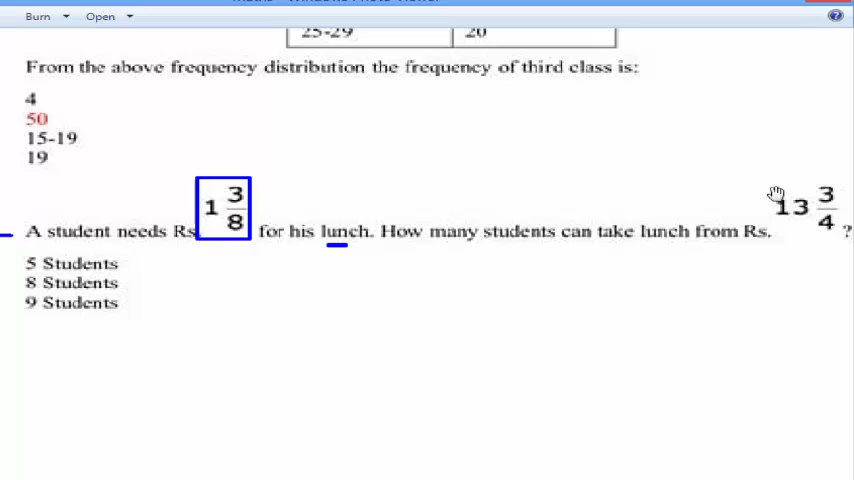 Burn Open
25-29 20
From the above frequency distribution the frequency of third class is:
4
50
15-19
19
A student needs Rs. 1 3/8 for his lunch. How many students can take lunch from Rs. 13 3/4 ?
5 Students
8 Students
9 Students